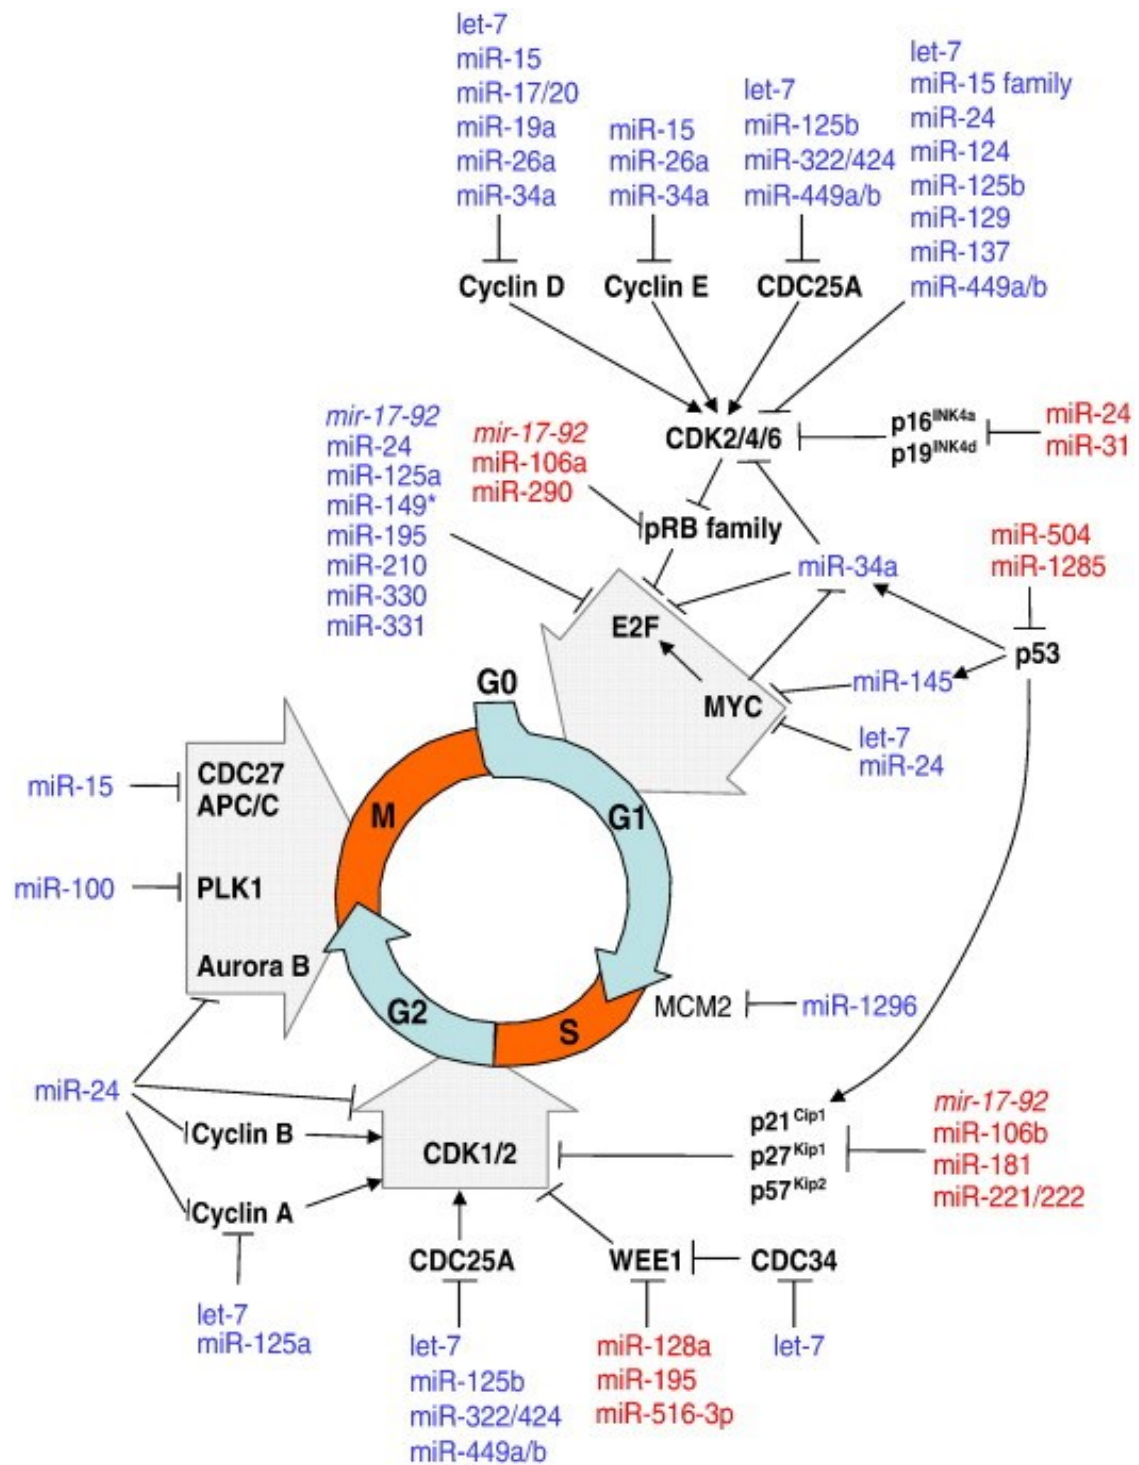 let-7
miR-15
miR-17/20
miR-19a
miR-26a
miR-34a
miR-15
miR-26a
miR-34a
let-7
miR-125b
miR-322/424
miR-449a/b
let-7
miR-15 family
miR-24
miR-124
miR-125b
miR-129
miR-137
miR-449a/b
Cyclin D
Cyclin E
CDC25A
mir-17-92
miR-24
miR-125a
miR-149*
miR-195
miR-210
miR-330
miR-331
mir-17-92
miR-106a
miR-290
CDK2/4/6
p16INK4a
p19INK4d
miR-24
miR-31
pRB family
miR-34a
miR-504
miR-1285
E2F
MYC
p53
miR-145
let-7
miR-24
G0
miR-15
CDC27
APC/C
M
G1
miR-100
PLK1
Aurora B
G2
S
MCM2
miR-1296
miR-24
Cyclin B
CDK1/2
Cyclin A
p21Cip1
p27Kip1
p57Kip2
mir-17-92
miR-106b
miR-181
miR-221/222
CDC25A
WEE1
CDC34
let-7
miR-125a
let-7
miR-125b
miR-322/424
miR-449a/b
miR-128a
miR-195
miR-516-3p
let-7